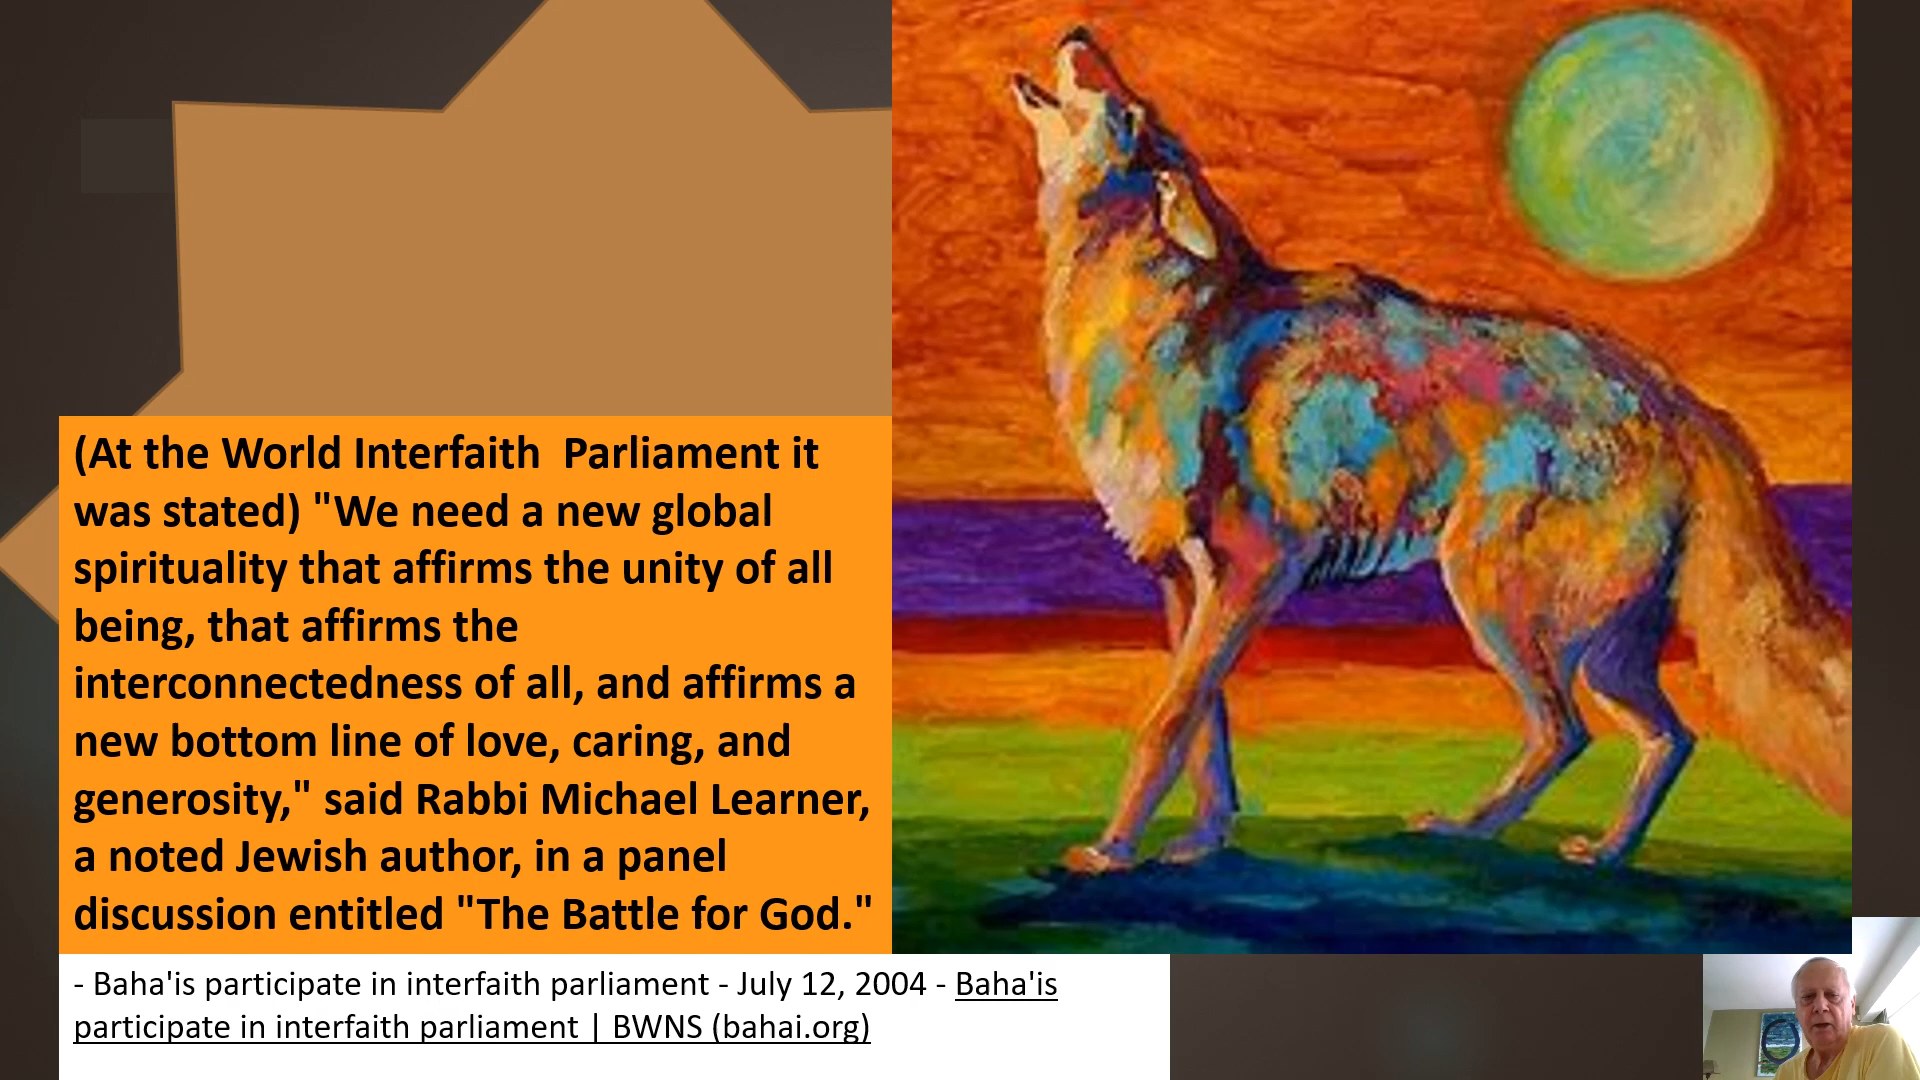 (At the World Interfaith  Parliament it
was stated) "We need a new global
spirituality that affirms the unity of all
being, that affirms the
interconnectedness of all, and affirms a
new bottom line of love, caring, and
generosity," said Rabbi Michael Learner,
a noted Jewish author, in a panel
discussion entitled "The Battle for God."
- Baha'is participate in interfaith parliament - July 12, 2004 - Baha'is
participate in interfaith parliament | BWNS (bahai.org)